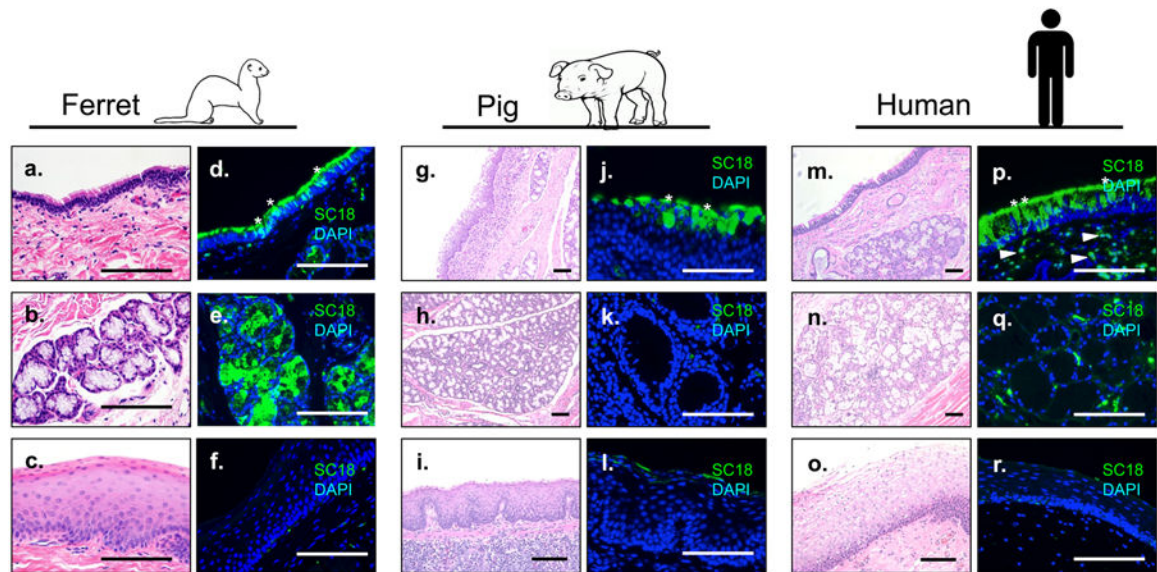 Ferret
Pig
Human
a.
d.
SC18
DAPI
g.
j.
SC18
DAPI
m.
p.
SC18
DAPI
b.
e.
SC18
DAPI
h.
k.
SC18
DAPI
n.
q.
SC18
DAPI
c.
f.
SC18
DAPI
i.
l.
SC18
DAPI
o.
r.
SC18
DAPI